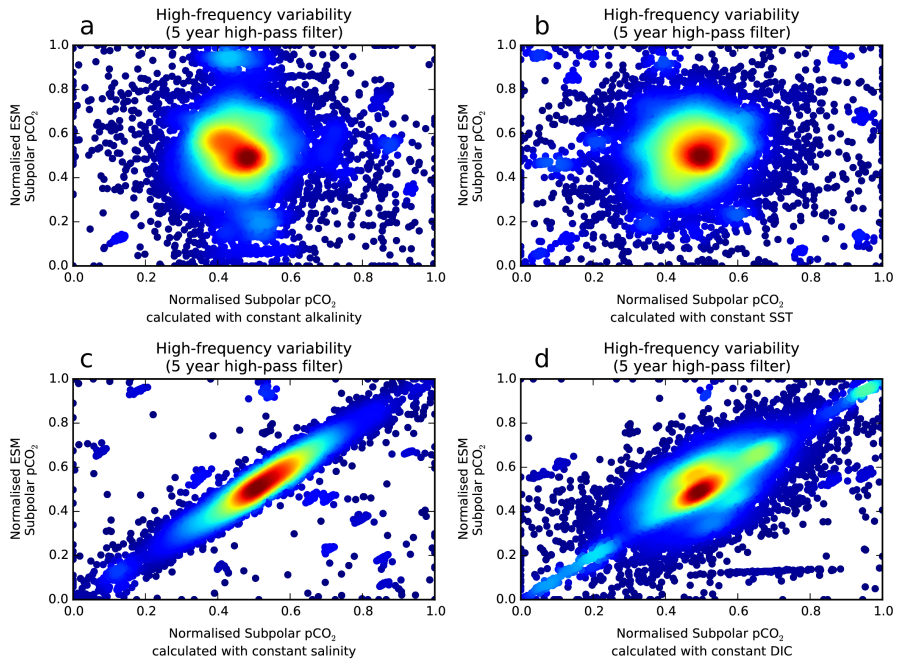 a
High-frequency variability
(5 year high-pass filter)
1.0
0.8
0.6
0.4
0.2
0.0
0.0 0.2 0.4 0.6 0.8 1.0
Normalised ESM
Subpolar pCO₂
Normalised Subpolar pCO₂
calculated with constant alkalinity
b
High-frequency variability
(5 year high-pass filter)
1.0
0.8
0.6
0.4
0.2
0.0
0.0 0.2 0.4 0.6 0.8 1.0
Normalised ESM
Subpolar pCO₂
Normalised Subpolar pCO₂
calculated with constant SST
c
High-frequency variability
(5 year high-pass filter)
1.0
0.8
0.6
0.4
0.2
0.0
0.0 0.2 0.4 0.6 0.8 1.0
Normalised ESM
Subpolar pCO₂
Normalised Subpolar pCO₂
calculated with constant salinity
d
High-frequency variability
(5 year high-pass filter)
1.0
0.8
0.6
0.4
0.2
0.0
0.0 0.2 0.4 0.6 0.8 1.0
Normalised ESM
Subpolar pCO₂
Normalised Subpolar pCO₂
calculated with constant DIC